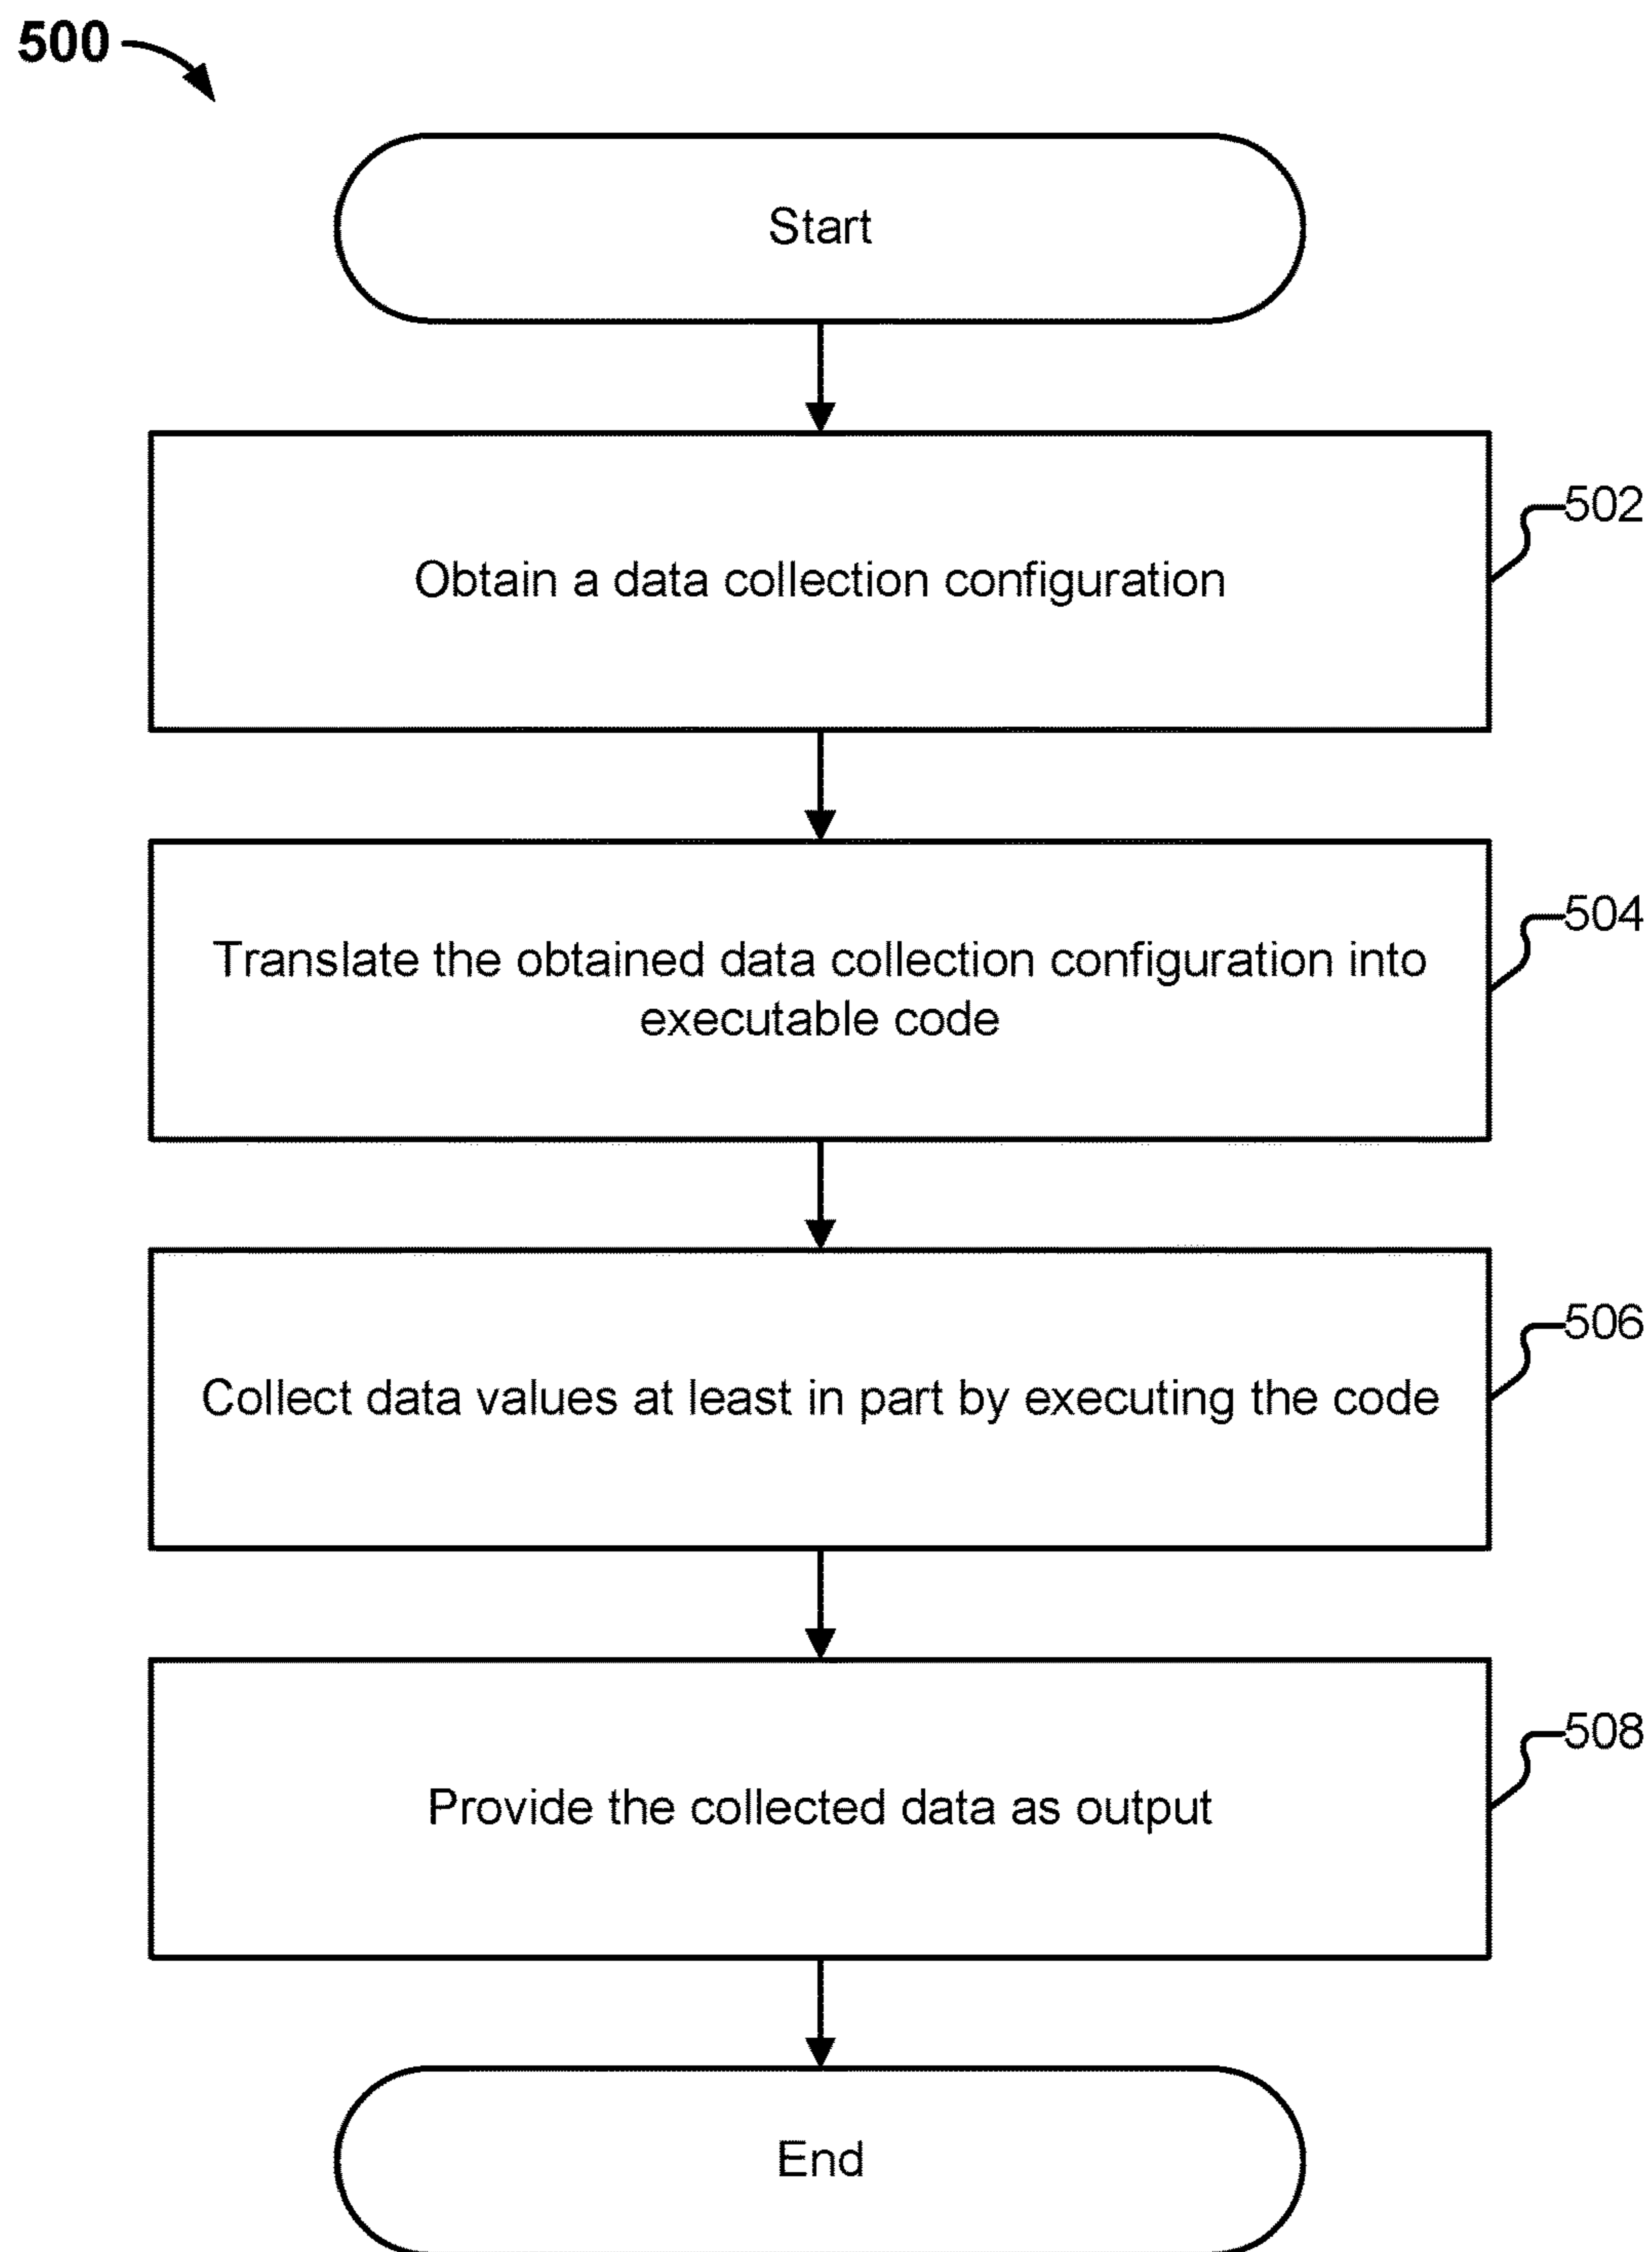 500
Start
Obtain a data collection configuration
502
Translate the obtained data collection configuration into
executable code
504
Collect data values at least in part by executing the code
506
Provide the collected data as output
508
End